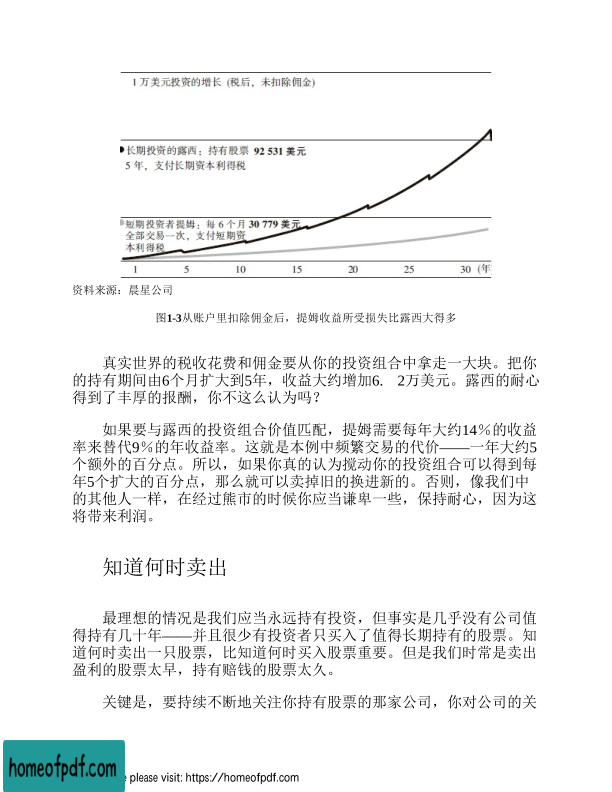 1万美元投资的增长 (税后，未扣除佣金)
长期投资的露西：持有股票 92 531 美元
5 年，支付长期资本利得税
短期投资者提姆：每 6 个月 30 779 美元
全部交易一次，支付短期资
本利得税
1 5 10 15 20 25 30 (年
资料来源：晨星公司
图1-3从账户里扣除佣金后，提姆收益所受损失比露西大得多
真实世界的税收花费和佣金要从你的投资组合中拿走一大块。把你
的持有期间由6个月扩大到5年，收益大约增加6. 2万美元。露西的耐心
得到了丰厚的报酬，你不这么认为吗？
如果要与露西的投资组合价值匹配，提姆需要每年大约14%的收益
率来替代9%的年收益率。这就是本例中频繁交易的代价——一年大约5
个额外的百分点。所以，如果你真的认为搅动你的投资组合可以得到每
年5个扩大的百分点，那么就可以卖掉旧的换进新的。否则，像我们中
的其他人一样，在经过熊市的时候你应当谦卑一些，保持耐心，因为这
将带来利润。
知道何时卖出
最理想的情况是我们应当永远持有投资，但事实是几乎没有公司值
得持有几十年——并且很少有投资者只买入了值得长期持有的股票。知
道何时卖出一只股票，比知道何时买入股票重要。但是我们时常是卖出
盈利的股票太早，持有赔钱的股票太久。
关键是，要持续不断地关注你持有股票的那家公司，你对公司的关
homeofpdf.com
e please visit: https://homeofpdf.com